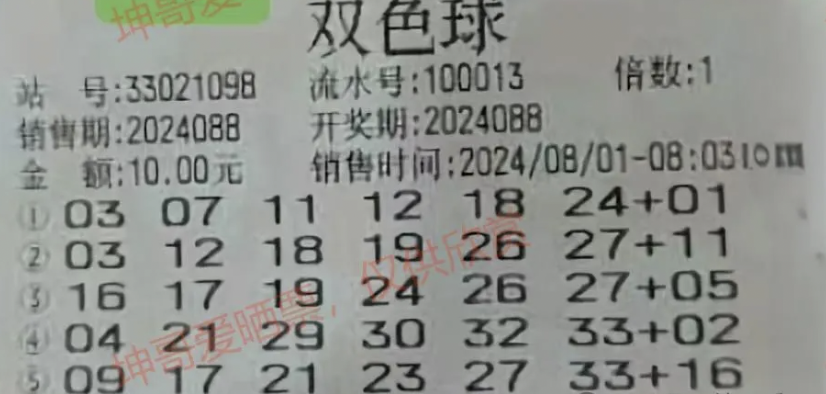 双色球
站 号:33021098 流水号:100013 倍数:1
销售期:2024088 开奖期:2024088
金 额:10.00元 销售时间:2024/08/01-08:03
① 03 07 11 12 18 24+01
② 03 12 18 19 26 27+11
③ 16 17 19 24 26 27+05
④ 04 21 29 30 32 33+02
⑤ 09 17 21 23 27 33+16
坤哥爱
坤哥爱晒票，仅供欣赏